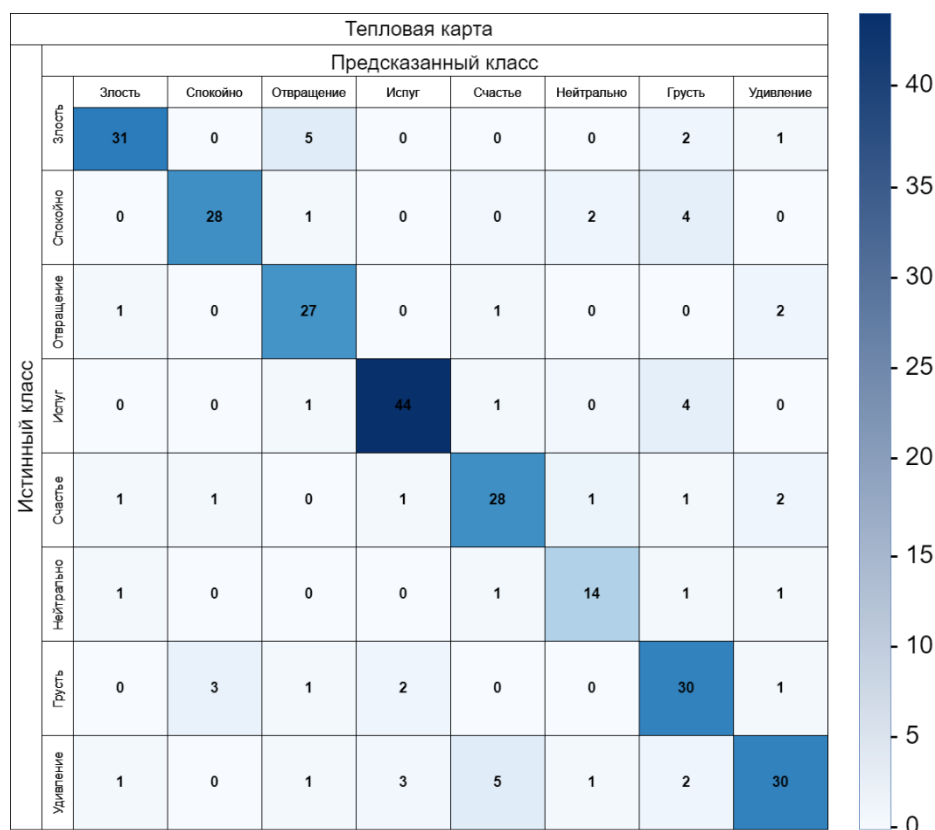 Тепловая карта
Предсказанный класс
Злость Спокойно Отвращение Испуг Счастье Нейтрально Грусть Удивление
Истинный класс
Злость 31 0 5 0 0 0 2 1
Спокойно 0 28 1 0 0 2 4 0
Отвращение 1 0 27 0 1 0 0 2
Испуг 0 0 1 44 1 0 4 0
Счастье 1 1 0 1 28 1 1 2
Нейтрально 1 0 0 0 1 14 1 1
Грусть 0 3 1 2 0 0 30 1
Удивление 1 0 1 3 5 1 2 30
40
35
30
25
20
15
10
5
0